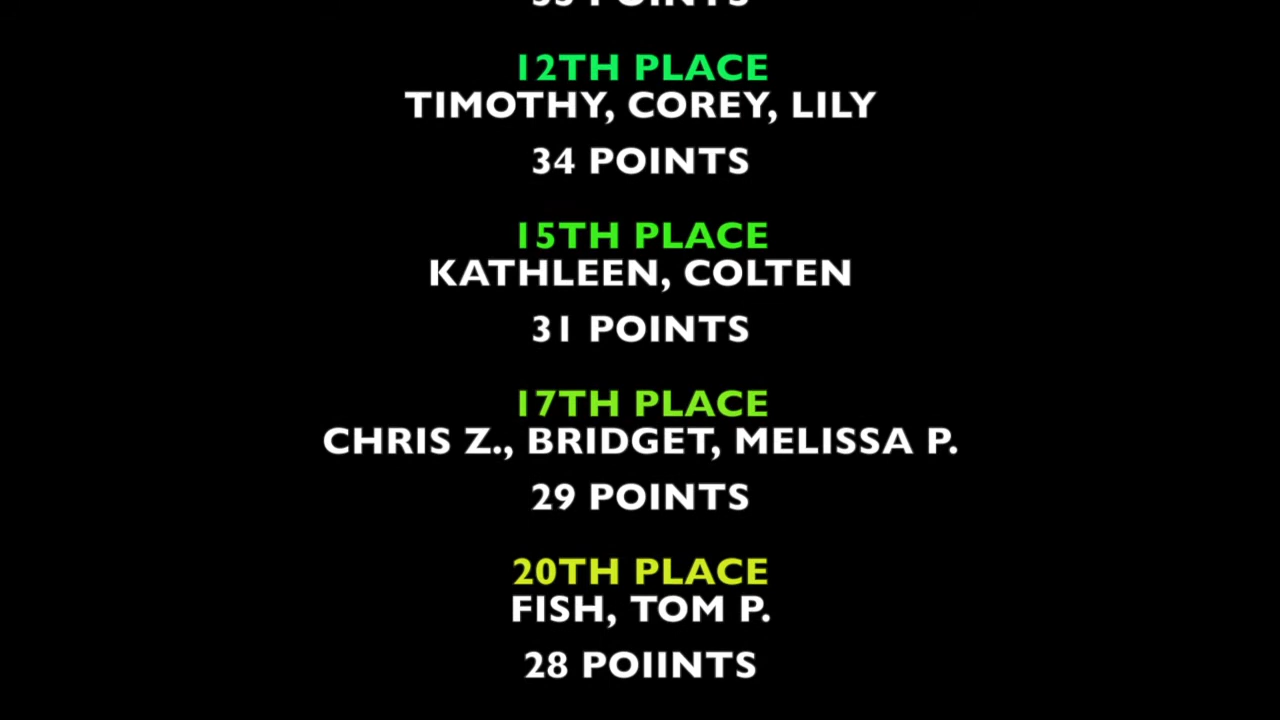 POINTS
12TH PLACE
TIMOTHY, COREY, LILY
34 POINTS
15TH PLACE
KATHLEEN, COLTEN
31 POINTS
17TH PLACE
CHRIS Z., BRIDGET, MELISSA P.
29 POINTS
20TH PLACE
FISH, TOM P.
28 POIINTS